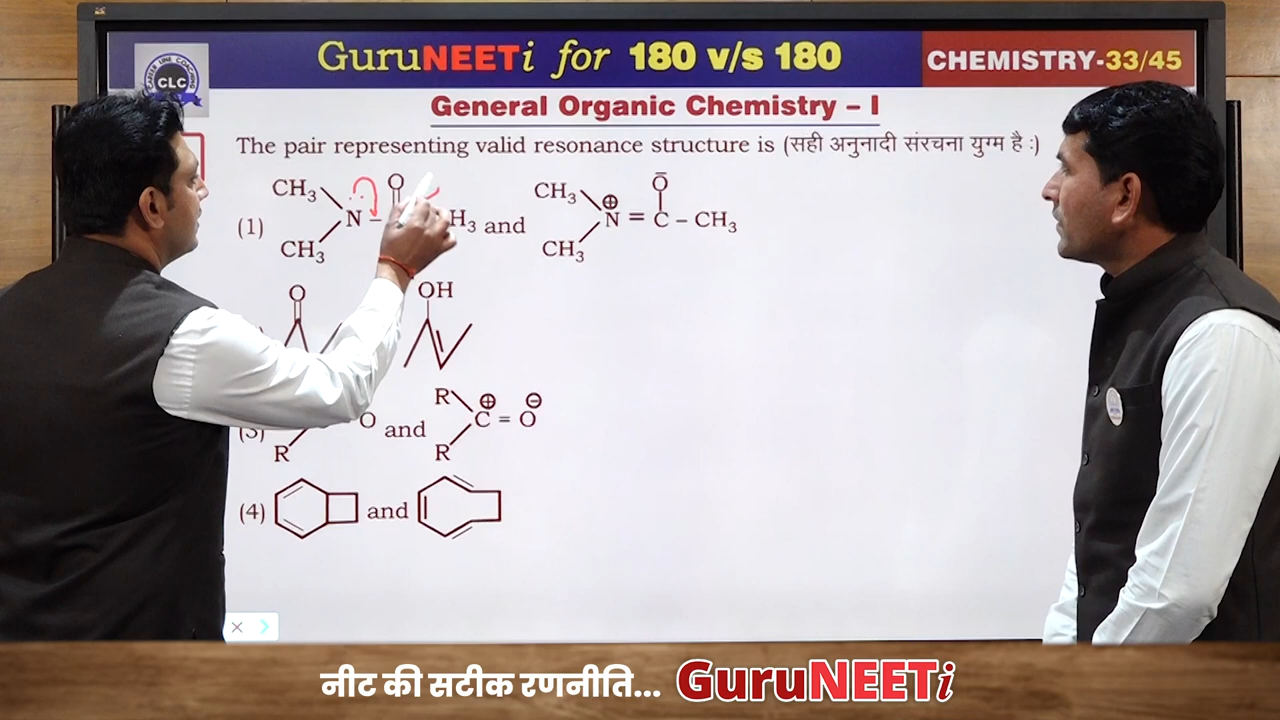 GuruNEETi for 180 v/s 180
CHEMISTRY-33/45
CLC
General Organic Chemistry – I
The pair representing valid resonance structure is (सही अनुनादी संरचना युग्म है :)
(1) CH₃ CH₃ N – O H₃ and CH₃ CH₃ ⊕ N = C – CH₃ Ō
O OH
(3) R O and R R ⊕ C = O ⊖
(4) and
नीट की सटीक रणनीति... GuruNEETi